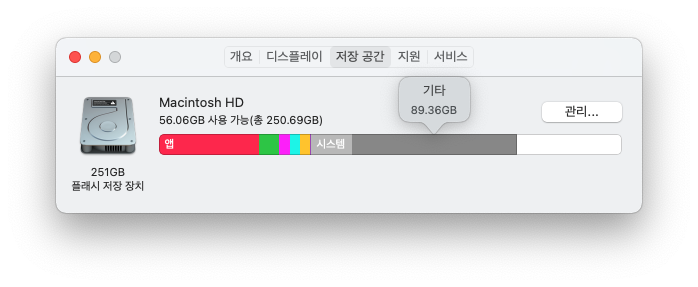 개요 디스플레이 저장 공간 지원 서비스
기타
89.36GB
Macintosh HD
56.06GB 사용 가능(총 250.69GB)
관리...
앱 시스템
251GB
플래시 저장 장치